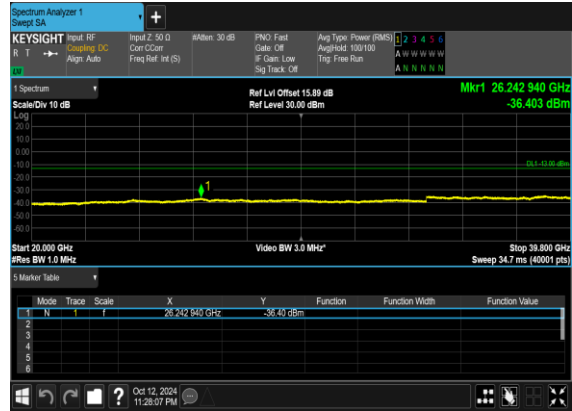 Spectrum Analyzer 1
Swept SA
+
KEYSIGHT Input: RF Input Z: 50 Ω #Atten: 30 dB PNO: Fast Avg Type: Power (RMS) 1 2 3 4 5 6
R T Coupling: DC Corr CCorr Gate: Off Avg|Hold: 100/100 A W W W W W
Align: Auto Freq Ref: Int (S) IF Gain: Low Trig: Free Run
Sig Track: Off A N N N N N
1 Spectrum Ref Lvl Offset 15.89 dB Mkr1 26.242 940 GHz
Scale/Div 10 dB Ref Level 30.00 dBm -36.403 dBm
Log
20.0
10.0
0.00
-10.0 DL1 -13.00 dBm
-20.0
-30.0 1
-40.0
-50.0
-60.0
Start 20.000 GHz Video BW 3.0 MHz* Stop 39.800 GHz
#Res BW 1.0 MHz Sweep 34.7 ms (40001 pts)
5 Marker Table
Mode Trace Scale X Y Function Function Width Function Value
1 N 1 f 26.242 940 GHz -36.40 dBm
2
3
4
5
6
? Oct 12, 2024
11:28:07 PM